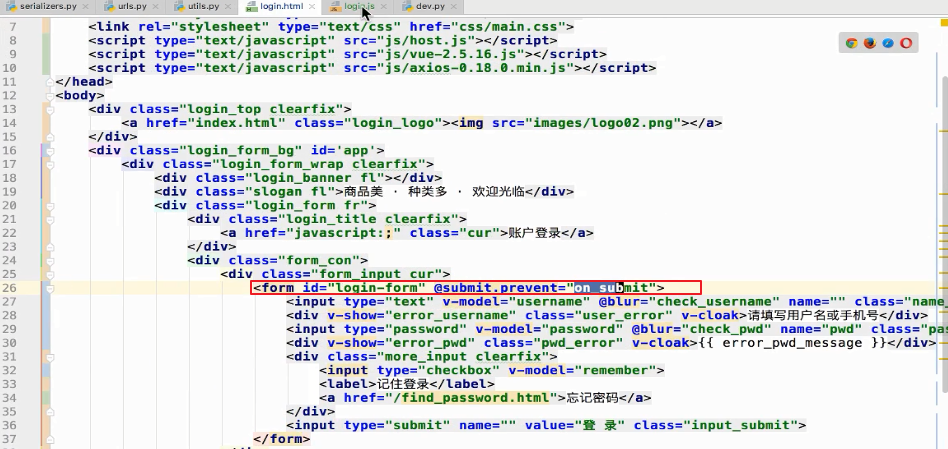 serializers.py × urls.py × utils.py × login.html × login.js × dev.py ×
7 <link rel="stylesheet" type="text/css" href="css/main.css">
8 <script type="text/javascript" src="js/host.js"></script>
9 <script type="text/javascript" src="js/vue-2.5.16.js"></script>
10 <script type="text/javascript" src="js/axios-0.18.0.min.js"></script>
11 </head>
12 <body>
13 <div class="login_top clearfix">
14 <a href="index.html" class="login_logo"><img src="images/logo02.png"></a>
15 </div>
16 <div class="login_form_bg" id='app'>
17 <div class="login_form_wrap clearfix">
18 <div class="login_banner fl"></div>
19 <div class="slogan fl">商品美 · 种类多 · 欢迎光临</div>
20 <div class="login_form fr">
21 <div class="login_title clearfix">
22 <a href="javascript:;" class="cur">账户登录</a>
23 </div>
24 <div class="form_con">
25 <div class="form_input cur">
26 <form id="login-form" @submit.prevent="on_submit">
27 <input type="text" v-model="username" @blur="check_username" name="" class="name_
28 <div v-show="error_username" class="user_error" v-cloak>请填写用户名或手机号</div>
29 <input type="password" v-model="password" @blur="check_pwd" name="pwd" class="pas
30 <div v-show="error_pwd" class="pwd_error" v-cloak>{{ error_pwd_message }}</div>
31 <div class="more_input clearfix">
32 <input type="checkbox" v-model="remember">
33 <label>记住登录</label>
34 <a href="/find_password.html">忘记密码</a>
35 </div>
36 <input type="submit" name="" value="登 录" class="input_submit">
37 </form>